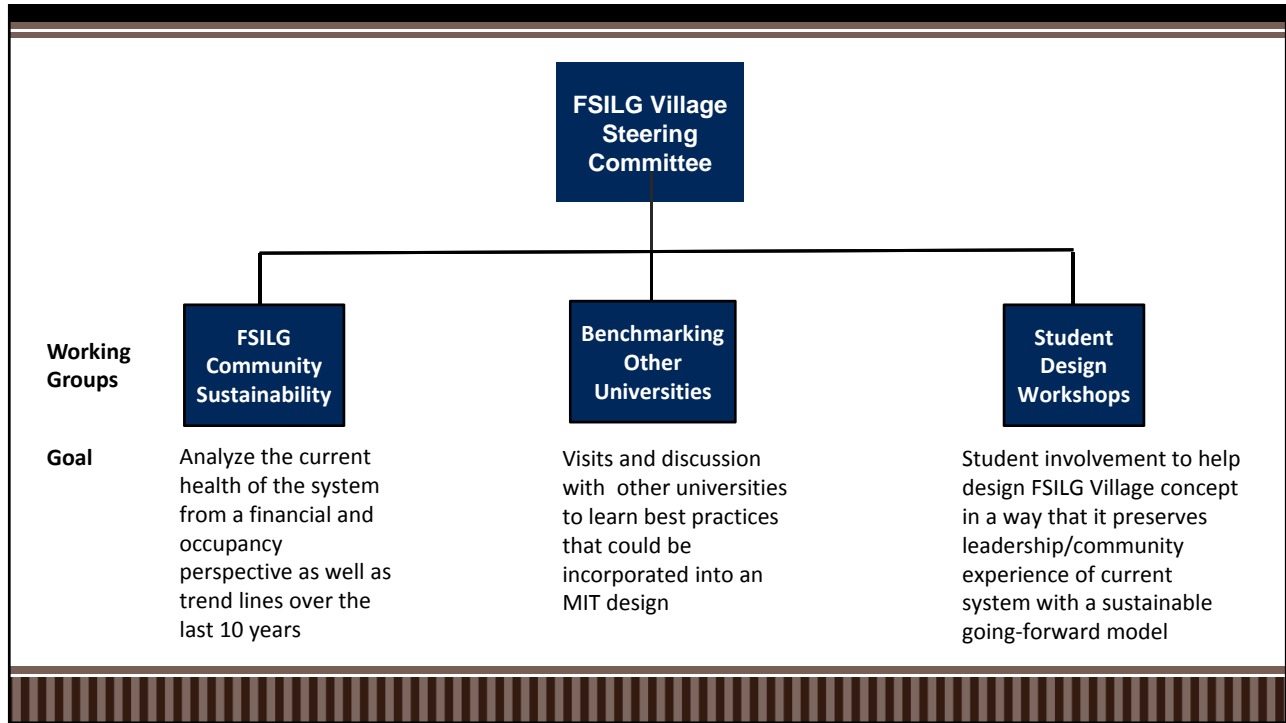 FSILG Village
Steering
Committee
Working
Groups
FSILG
Community
Sustainability
Benchmarking
Other
Universities
Student
Design
Workshops
Goal
Analyze the current
health of the system
from a financial and
occupancy
perspective as well as
trend lines over the
last 10 years
Visits and discussion
with  other universities
to learn best practices
that could be
incorporated into an
MIT design
Student involvement to help
design FSILG Village concept
in a way that it preserves
leadership/community
experience of current
system with a sustainable
going-forward model